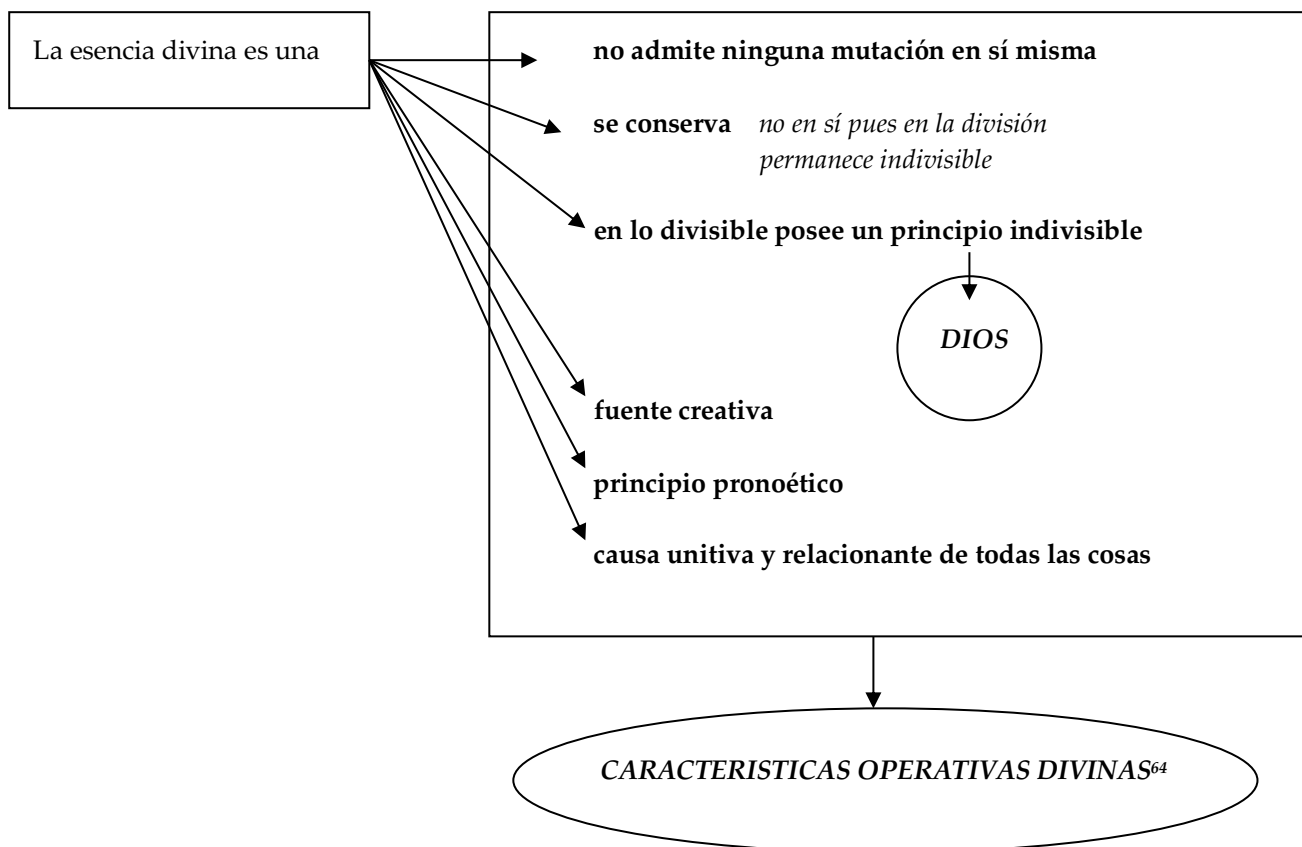 La esencia divina es una
no admite ninguna mutación en sí misma
se conserva no en sí pues en la división
permanece indivisible
en lo divisible posee un principio indivisible
DIOS
fuente creativa
principio pronoético
causa unitiva y relacionante de todas las cosas
CARACTERISTICAS OPERATIVAS DIVINAS64